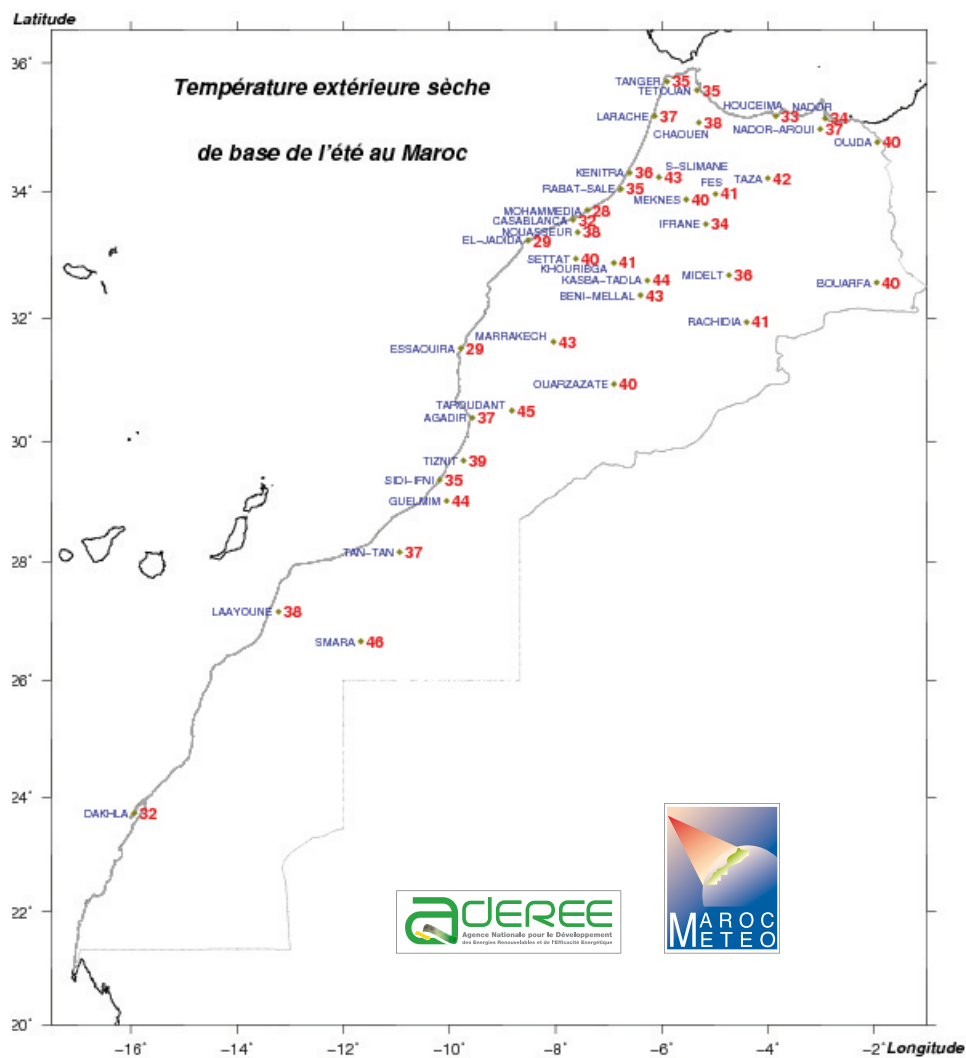 Latitude
36°
Température extérieure sèche
de base de l'été au Maroc
TANGER 35
TETOUAN 35
HOUCEIMA 33
NADOR 34
LARACHE 37
CHAOUEN 38
NADOR-AROUI 37
OUJDA 40
KENITRA 36
S-SLIMANE 43
FES 41
TAZA 42
34°
RABAT-SALE 35
MEKNES 40
MOHAMMEDIA 28
CASABLANCA 32
NOUASSEUR 38
IFRANE 34
EL-JADIDA 29
SETTAT 40
KHOURIBGA 41
KASBA-TADLA 44
MIDELT 36
BOUARFA 40
BENI-MELLAL 43
32°
RACHIDIA 41
MARRAKECH 43
ESSAOUIRA 29
OUARZAZATE 40
TAROUDANT 45
AGADIR 37
30°
TIZNIT 39
SIDI-IFNI 35
GUELMIM 44
28°
TAN-TAN 37
LAAYOUNE 38
SMARA 46
26°
24°
DAKHLA 32
aDEREE
Agence Nationale pour le Développement
des Energies Renouvelables et de l'Efficacité Energétique
MAROC
METEO
22°
20°
-16° -14° -12° -10° -8° -6° -4° -2° Longitude